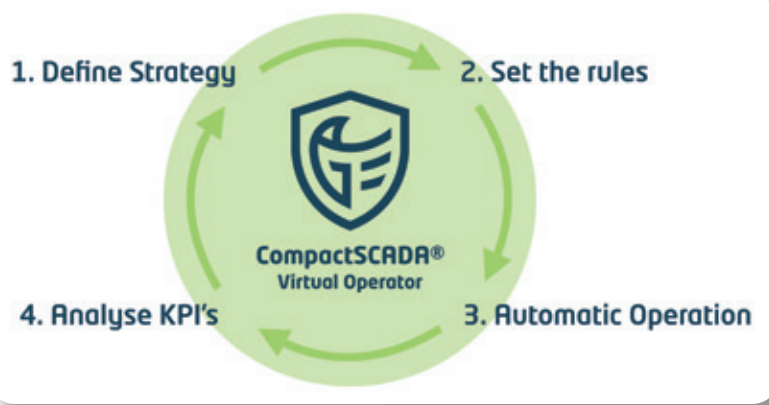 1. Define Strategy
2. Set the rules
CompactSCADA®
Virtual Operator
4. Analyse KPI's
3. Automatic Operation